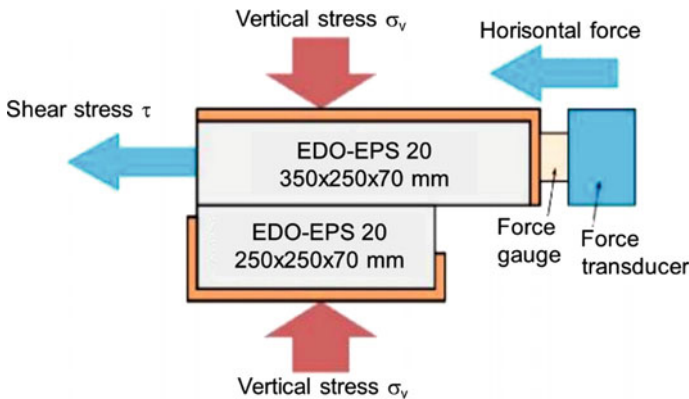 Vertical stress σv
Horisontal force
Shear stress τ
EDO-EPS 20
350x250x70 mm
EDO-EPS 20
250x250x70 mm
Force
gauge
Force
transducer
Vertical stress σv